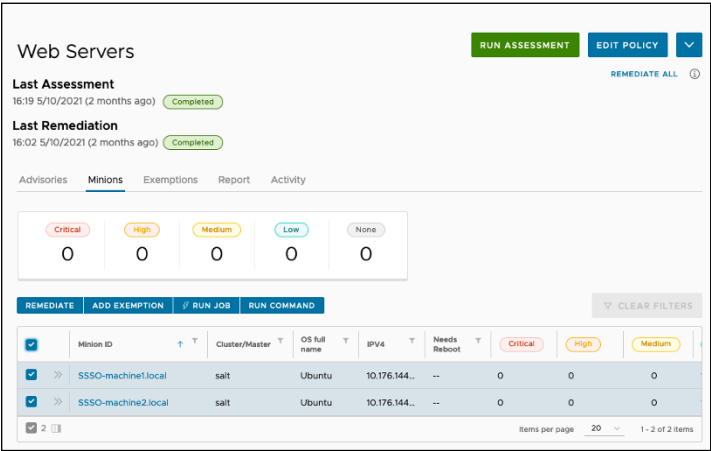 Web Servers
RUN ASSESSMENT
EDIT POLICY
REMEDIATE ALL
Last Assessment
16:19 5/10/2021 (2 months ago) Completed
Last Remediation
16:02 5/10/2021 (2 months ago) Completed
Advisories Minions Exemptions Report Activity
Critical High Medium Low None
0 0 0 0 0
REMEDIATE ADD EXEMPTION RUN JOB RUN COMMAND CLEAR FILTERS
Minion ID Cluster/Master OS full name IPV4 Needs Reboot Critical High Medium
SSSO-machine1.local salt Ubuntu 10.176.144... -- 0 0 0
SSSO-machine2.local salt Ubuntu 10.176.144... -- 0 0 0
2 Items per page 20 1 - 2 of 2 items